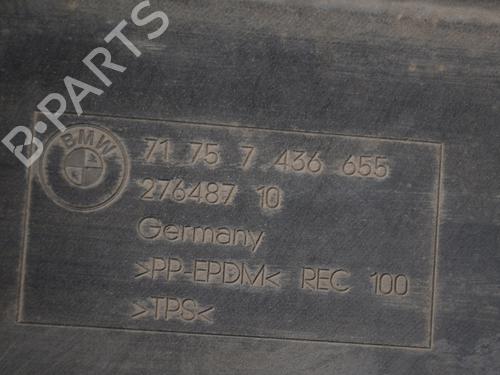 B-PARTS
BMW
71 75 7 436 655
276487 10
Germany
>PP-EPDM< REC 100
>TPS<